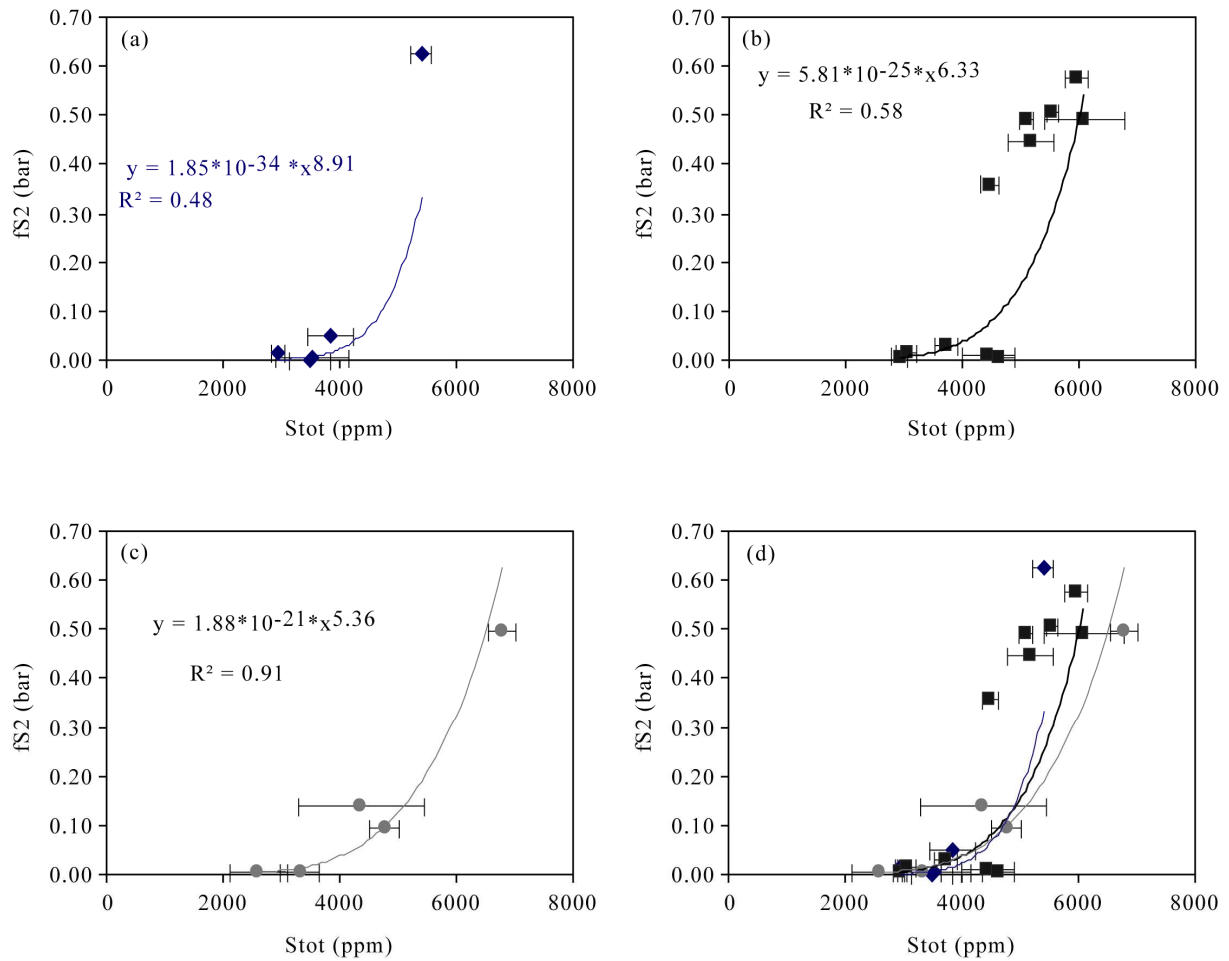 (a)
y = 1.85*10-34 *x8.91
R² = 0.48
0.70
0.60
0.50
0.40
0.30
0.20
0.10
0.00
0 2000 4000 6000 8000
fS2 (bar)
Stot (ppm)
(b)
y = 5.81*10-25*x6.33
R² = 0.58
0.70
0.60
0.50
0.40
0.30
0.20
0.10
0.00
0 2000 4000 6000 8000
fS2 (bar)
Stot (ppm)
(c)
y = 1.88*10-21*x5.36
R² = 0.91
0.70
0.60
0.50
0.40
0.30
0.20
0.10
0.00
0 2000 4000 6000 8000
fS2 (bar)
Stot (ppm)
(d)
0.70
0.60
0.50
0.40
0.30
0.20
0.10
0.00
0 2000 4000 6000 8000
fS2 (bar)
Stot (ppm)